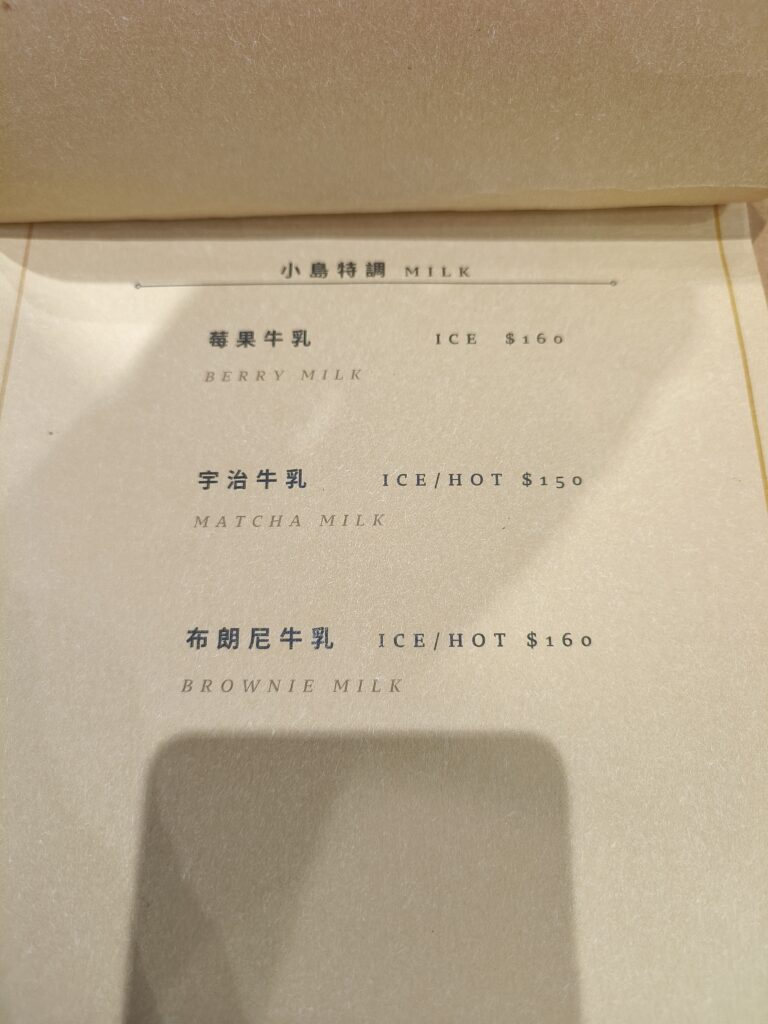 小島特調 MILK
莓果牛乳 ICE $160
BERRY MILK
宇治牛乳 ICE/HOT $150
MATCHA MILK
布朗尼牛乳 ICE/HOT $160
BROWNIE MILK